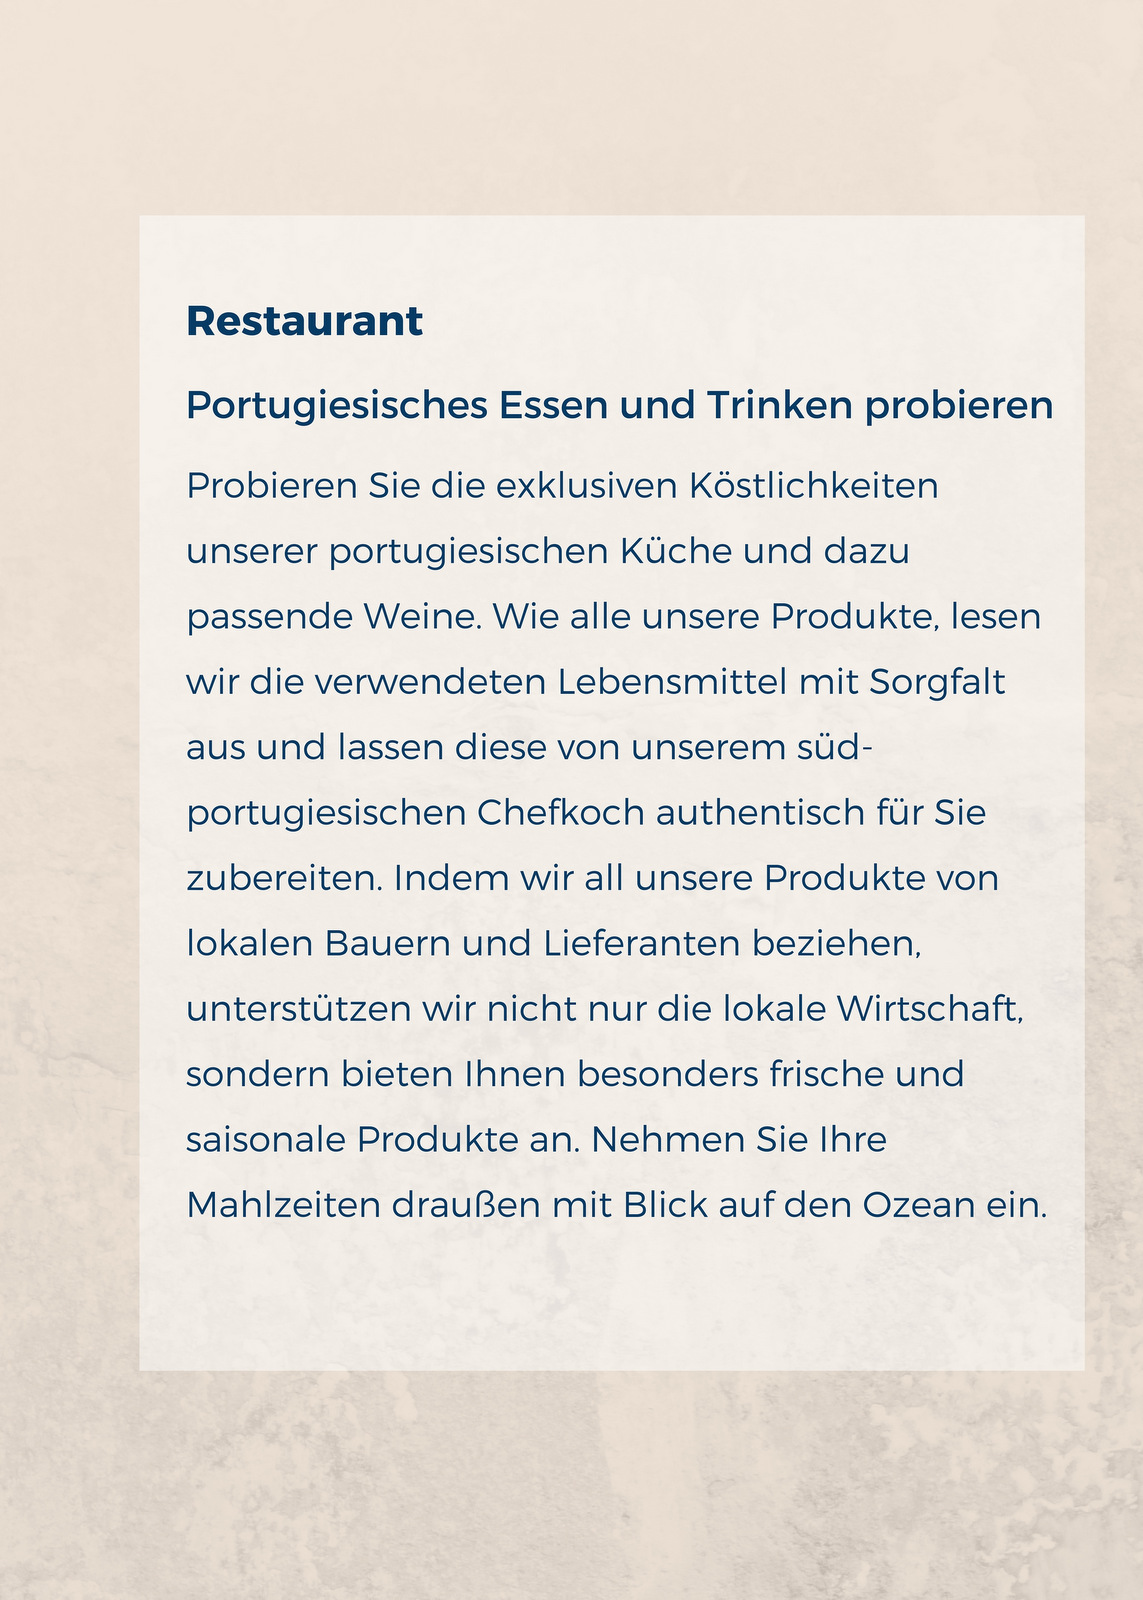 Restaurant
Portugiesisches Essen und Trinken probieren
Probieren Sie die exklusiven Köstlichkeiten
unserer portugiesischen Küche und dazu
passende Weine. Wie alle unsere Produkte, lesen
wir die verwendeten Lebensmittel mit Sorgfalt
aus und lassen diese von unserem süd-
portugiesischen Chefkoch authentisch für Sie
zubereiten. Indem wir all unsere Produkte von
lokalen Bauern und Lieferanten beziehen,
unterstützen wir nicht nur die lokale Wirtschaft,
sondern bieten Ihnen besonders frische und
saisonale Produkte an. Nehmen Sie Ihre
Mahlzeiten draußen mit Blick auf den Ozean ein.